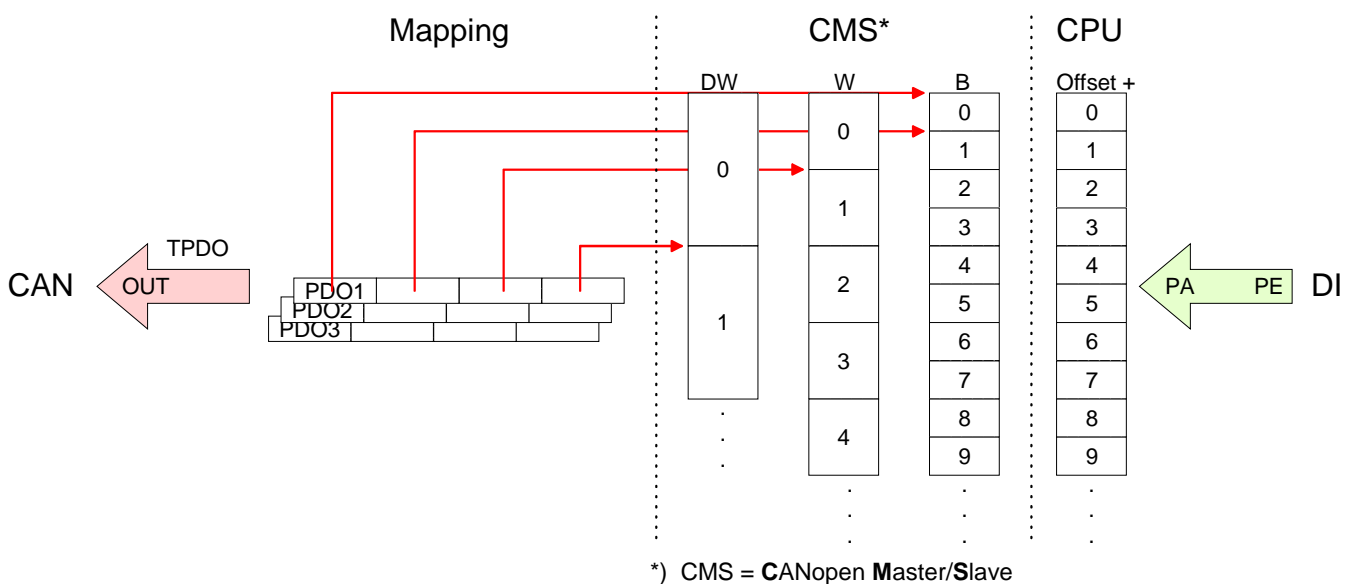 Mapping
CMS*
CPU
DW
W
B
Offset +
0
1
0
1
2
3
4
0
1
2
3
4
5
6
7
8
9
0
1
2
3
4
5
6
7
8
9
. . .
. . .
. . .
. . .
CAN
OUT
TPDO
PDO1
PDO2
PDO3
PA
PE
DI
*) CMS = CANopen Master/Slave